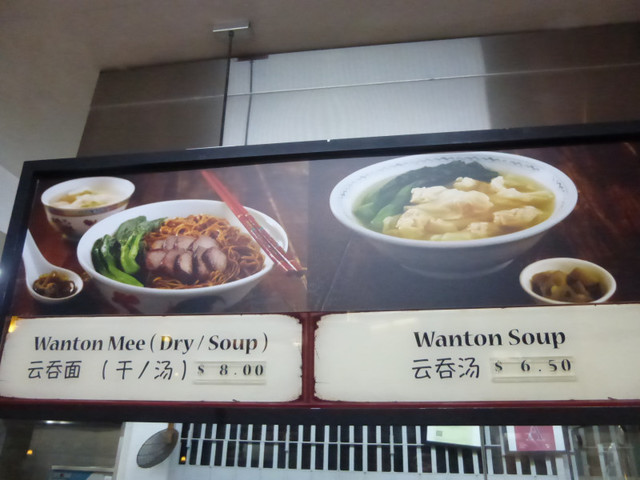 Wanton Mee ( Dry / Soup )
云吞面 (干/汤) $ 8.00
Wanton Soup
云吞汤 $ 6.50